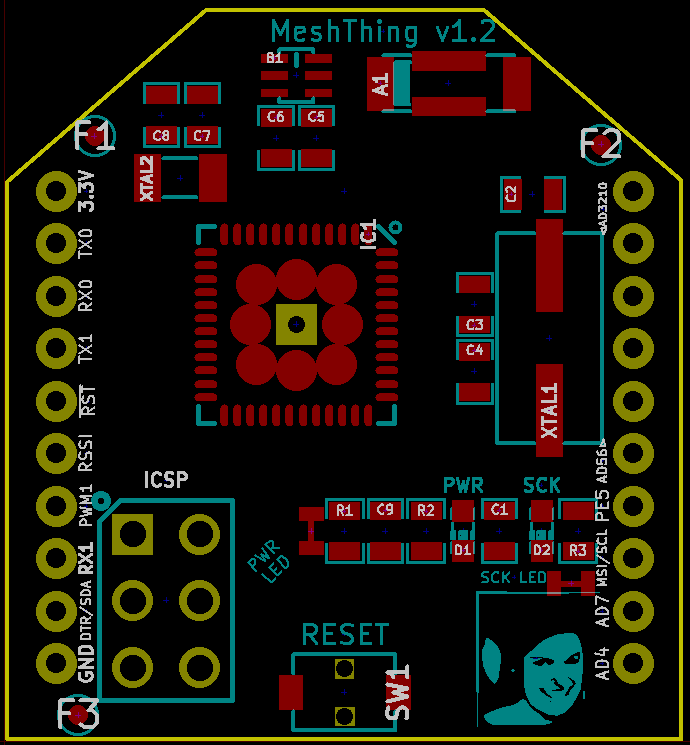 MeshThing v1.2
B1
A1
C6
C5
C8
C7
F1
F2
XTAL2
3.3V
C2
TX0
IC1
RX0
C3
TX1
C4
RST
XTAL1
RSSI
AD56
ICSP
PWR
SCK
PWM1
R1
C9
R2
C1
PE5
RX1
PWR
LED
D1
D2
R3
MSI/SCL
SCK LED
DTR/SDA
AD7
RESET
GND
AD4
SW1
F3